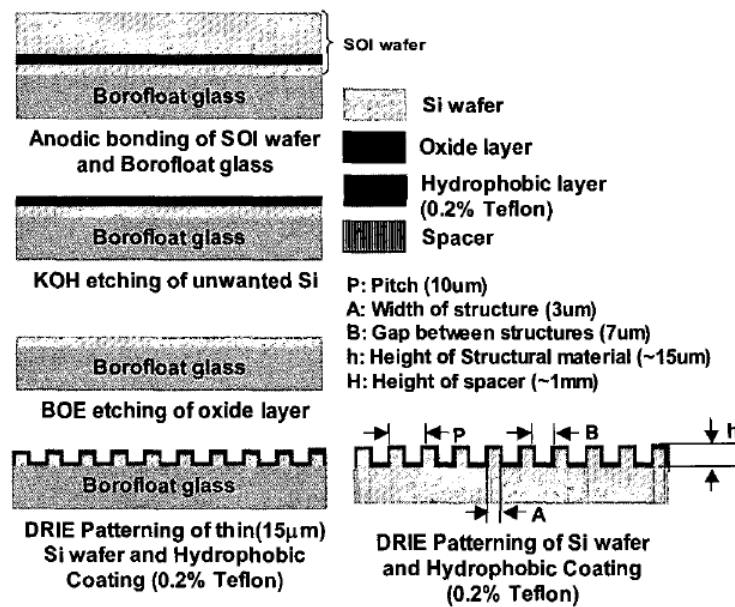 SOI wafer
Borofloat glass
Anodic bonding of SOI wafer
and Borofloat glass
Borofloat glass
KOH etching of unwanted Si
Borofloat glass
BOE etching of oxide layer
Borofloat glass
DRIE Patterning of thin(15μm)
Si wafer and Hydrophobic
Coating (0.2% Teflon)
Si wafer
Oxide layer
Hydrophobic layer
(0.2% Teflon)
Spacer
P: Pitch (10um)
A: Width of structure (3um)
B: Gap between structures (7um)
h: Height of Structural material (~15um)
H: Height of spacer (~1mm)
P
B
h
A
DRIE Patterning of Si wafer
and Hydrophobic Coating
(0.2% Teflon)